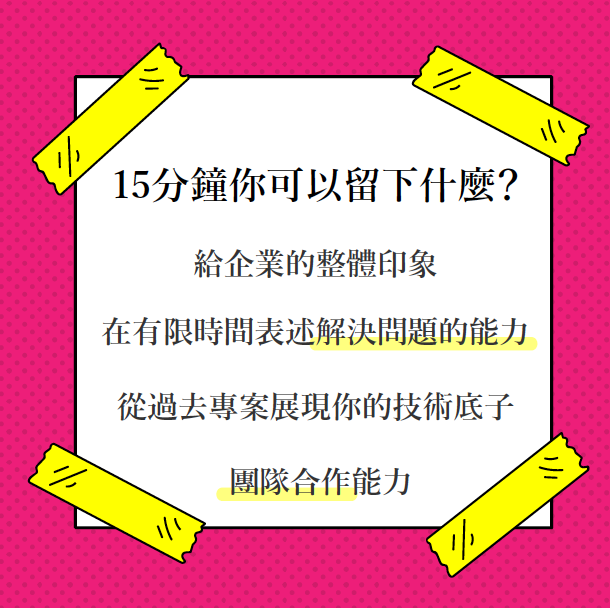 15分鐘你可以留下什麼?
給企業的整體印象
在有限時間表述解決問題的能力
從過去專案展現你的技術底子
團隊合作能力